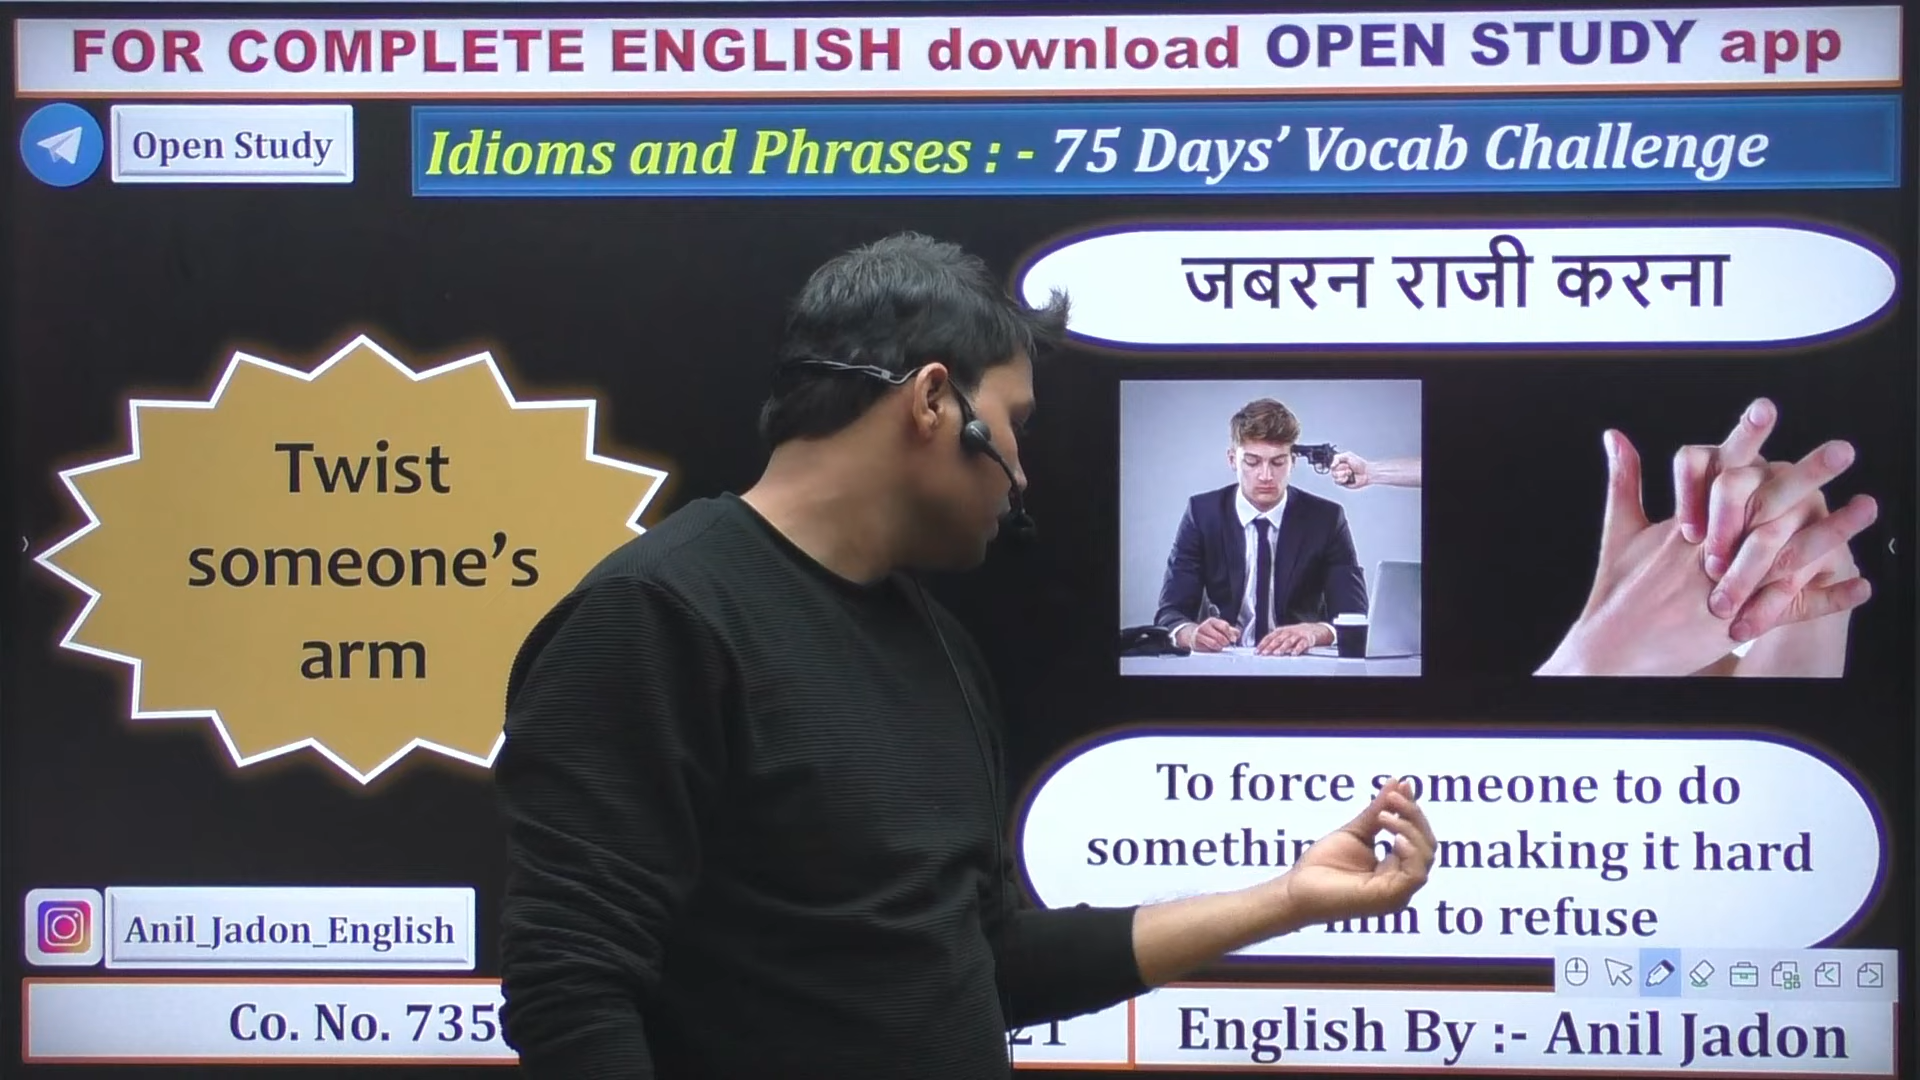 FOR COMPLETE ENGLISH download OPEN STUDY app
Open Study
Idioms and Phrases : - 75 Days’ Vocab Challenge
जबरन राजी करना
Twist
someone’s
arm
To force someone to do
making it hard
to refuse
Anil_Jadon_English
Co. No. 735
21
English By :- Anil Jadon